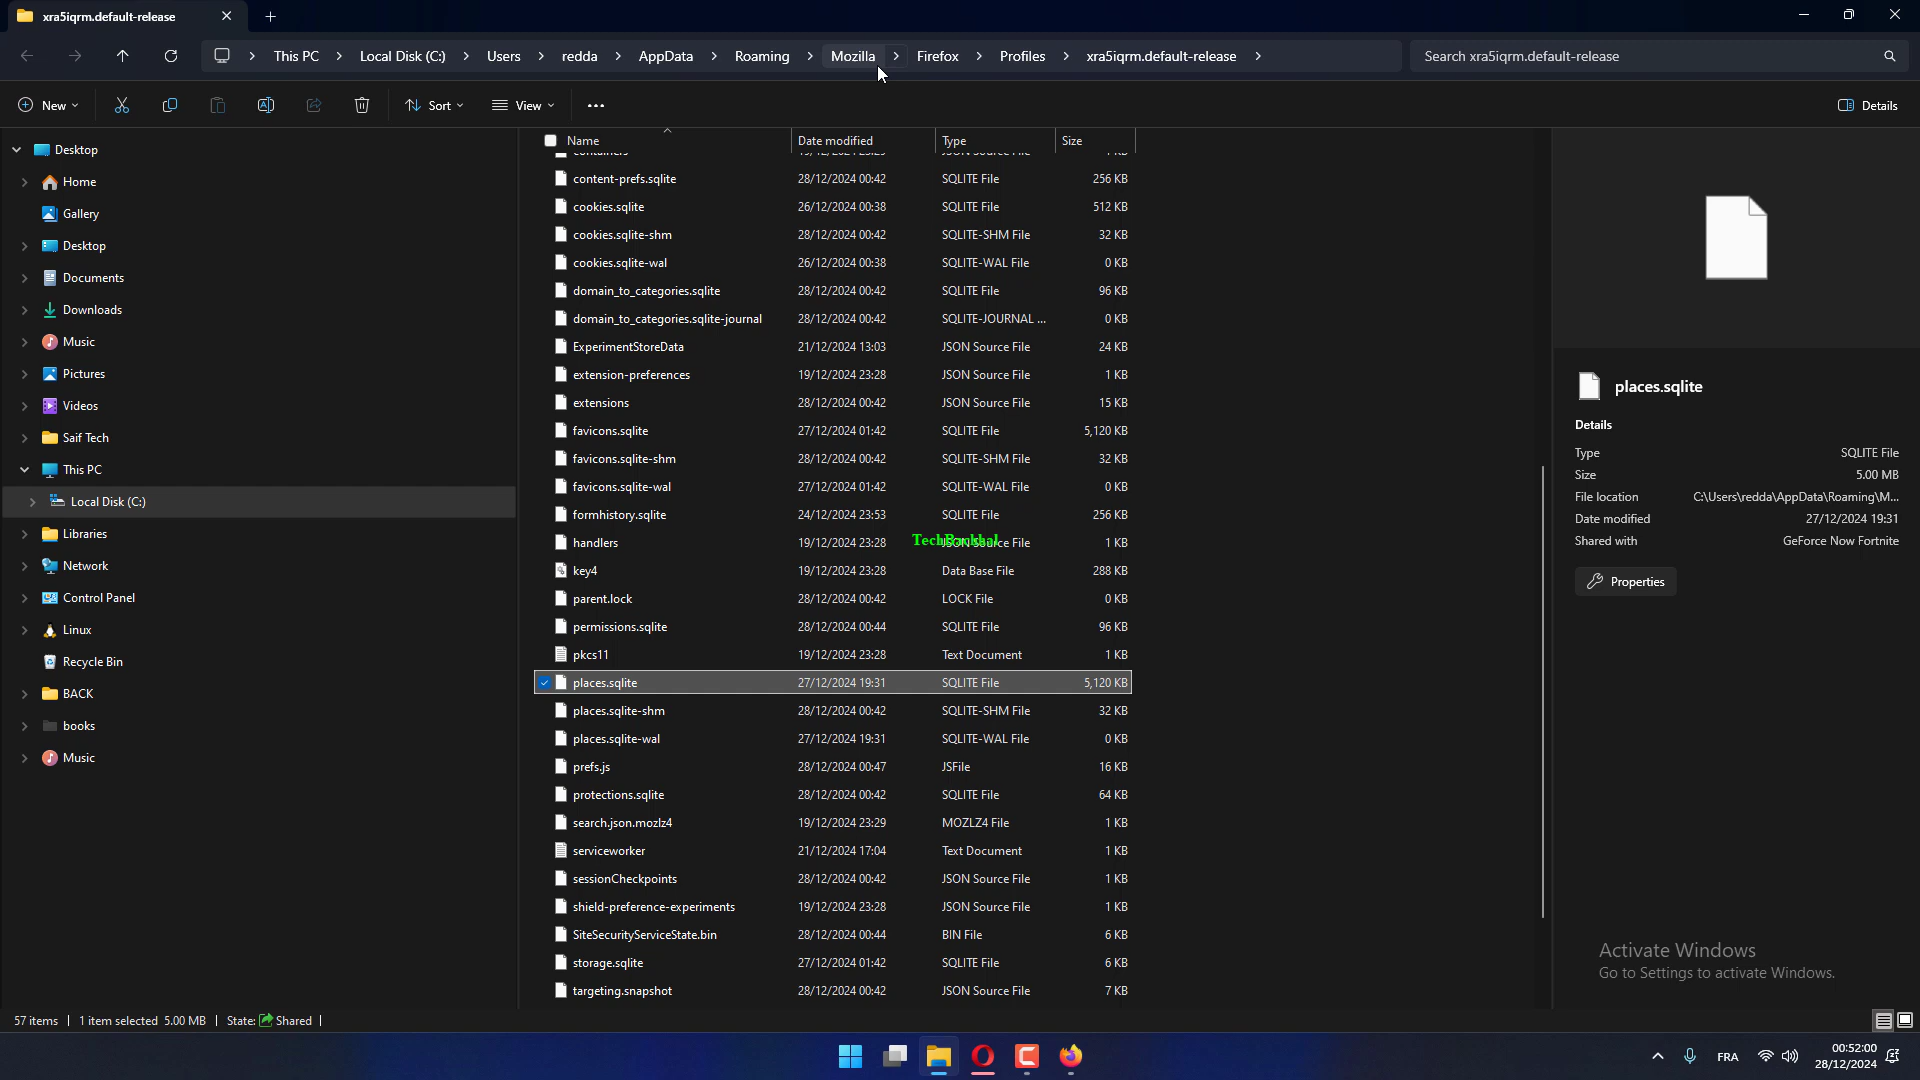 xra5iqrm.default-release
This PC
Local Disk (C:)
Users
redda
AppData
Roaming
Mozilla
Firefox
Profiles
xra5iqrm.default-release
Search xra5iqrm.default-release
New
Sort
View
Details
Desktop
Home
Gallery
Desktop
Documents
Downloads
Music
Pictures
Videos
Saif Tech
This PC
Local Disk (C:)
Libraries
Network
Control Panel
Linux
Recycle Bin
BACK
books
Music
Name Date modified Type Size
content-prefs.sqlite 28/12/2024 00:42 SQLITE File 256 KB
cookies.sqlite 26/12/2024 00:38 SQLITE File 512 KB
cookies.sqlite-shm 28/12/2024 00:42 SQLITE-SHM File 32 KB
cookies.sqlite-wal 26/12/2024 00:38 SQLITE-WAL File 0 KB
domain_to_categories.sqlite 28/12/2024 00:42 SQLITE File 96 KB
domain_to_categories.sqlite-journal 28/12/2024 00:42 SQLITE-JOURNAL ... 0 KB
ExperimentStoreData 21/12/2024 13:03 JSON Source File 24 KB
extension-preferences 19/12/2024 23:28 JSON Source File 1 KB
extensions 28/12/2024 00:42 JSON Source File 15 KB
favicons.sqlite 27/12/2024 01:42 SQLITE File 5,120 KB
favicons.sqlite-shm 28/12/2024 00:42 SQLITE-SHM File 32 KB
favicons.sqlite-wal 27/12/2024 01:42 SQLITE-WAL File 0 KB
formhistory.sqlite 24/12/2024 23:53 SQLITE File 256 KB
handlers 19/12/2024 23:28 JSON Source File 1 KB
key4 19/12/2024 23:28 Data Base File 288 KB
parent.lock 28/12/2024 00:42 LOCK File 0 KB
permissions.sqlite 28/12/2024 00:44 SQLITE File 96 KB
pkcs11 19/12/2024 23:28 Text Document 1 KB
places.sqlite 27/12/2024 19:31 SQLITE File 5,120 KB
places.sqlite-shm 28/12/2024 00:42 SQLITE-SHM File 32 KB
places.sqlite-wal 27/12/2024 19:31 SQLITE-WAL File 0 KB
prefs.js 28/12/2024 00:47 JSFile 16 KB
protections.sqlite 28/12/2024 00:42 SQLITE File 64 KB
search.json.mozlz4 19/12/2024 23:29 MOZLZ4 File 1 KB
serviceworker 21/12/2024 17:04 Text Document 1 KB
sessionCheckpoints 28/12/2024 00:42 JSON Source File 1 KB
shield-preference-experiments 19/12/2024 23:28 JSON Source File 1 KB
SiteSecurityServiceState.bin 28/12/2024 00:44 BIN File 6 KB
storage.sqlite 27/12/2024 01:42 SQLITE File 6 KB
targeting.snapshot 28/12/2024 00:42 JSON Source File 7 KB
places.sqlite
Details
Type SQLITE File
Size 5.00 MB
File location C:\Users\redda\AppData\Roaming\M...
Date modified 27/12/2024 19:31
Shared with GeForce Now Fortnite
Properties
Activate Windows
Go to Settings to activate Windows.
57 items 1 item selected 5.00 MB State: Shared
FRA
00:52:00
28/12/2024